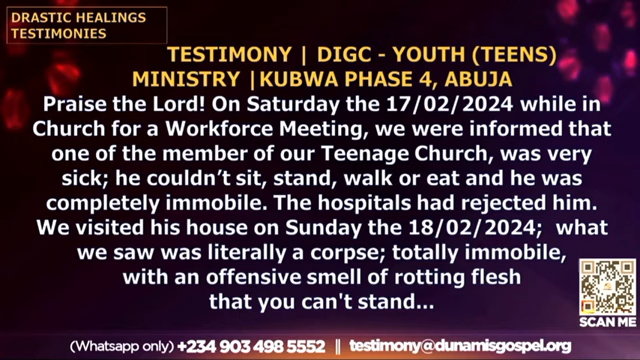 DRASTIC HEALINGS
TESTIMONIES
TESTIMONY | DIGC - YOUTH (TEENS)
MINISTRY |KUBWA PHASE 4, ABUJA
Praise the Lord! On Saturday the 17/02/2024 while in
Church for a Workforce Meeting, we were informed that
one of the member of our Teenage Church, was very
sick; he couldn’t sit, stand, walk or eat and he was
completely immobile. The hospitals had rejected him.
We visited his house on Sunday the 18/02/2024; what
we saw was literally a corpse; totally immobile,
with an offensive smell of rotting flesh
that you can't stand...
SCAN ME
(Whatsapp only) +234 903 498 5552 || testimony@dunamisgospel.org